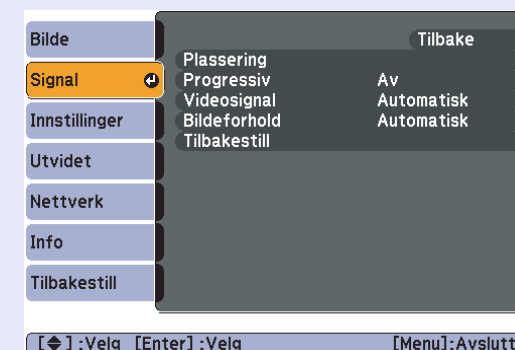 Bilde
Signal
Innstillinger
Utvidet
Nettverk
Info
Tilbakestill
Tilbake
Plassering
Progressiv Av
Videosignal Automatisk
Bildeforhold Automatisk
Tilbakestill
[ ] :Velg [Enter] :Velg [Menu]:Avslutt